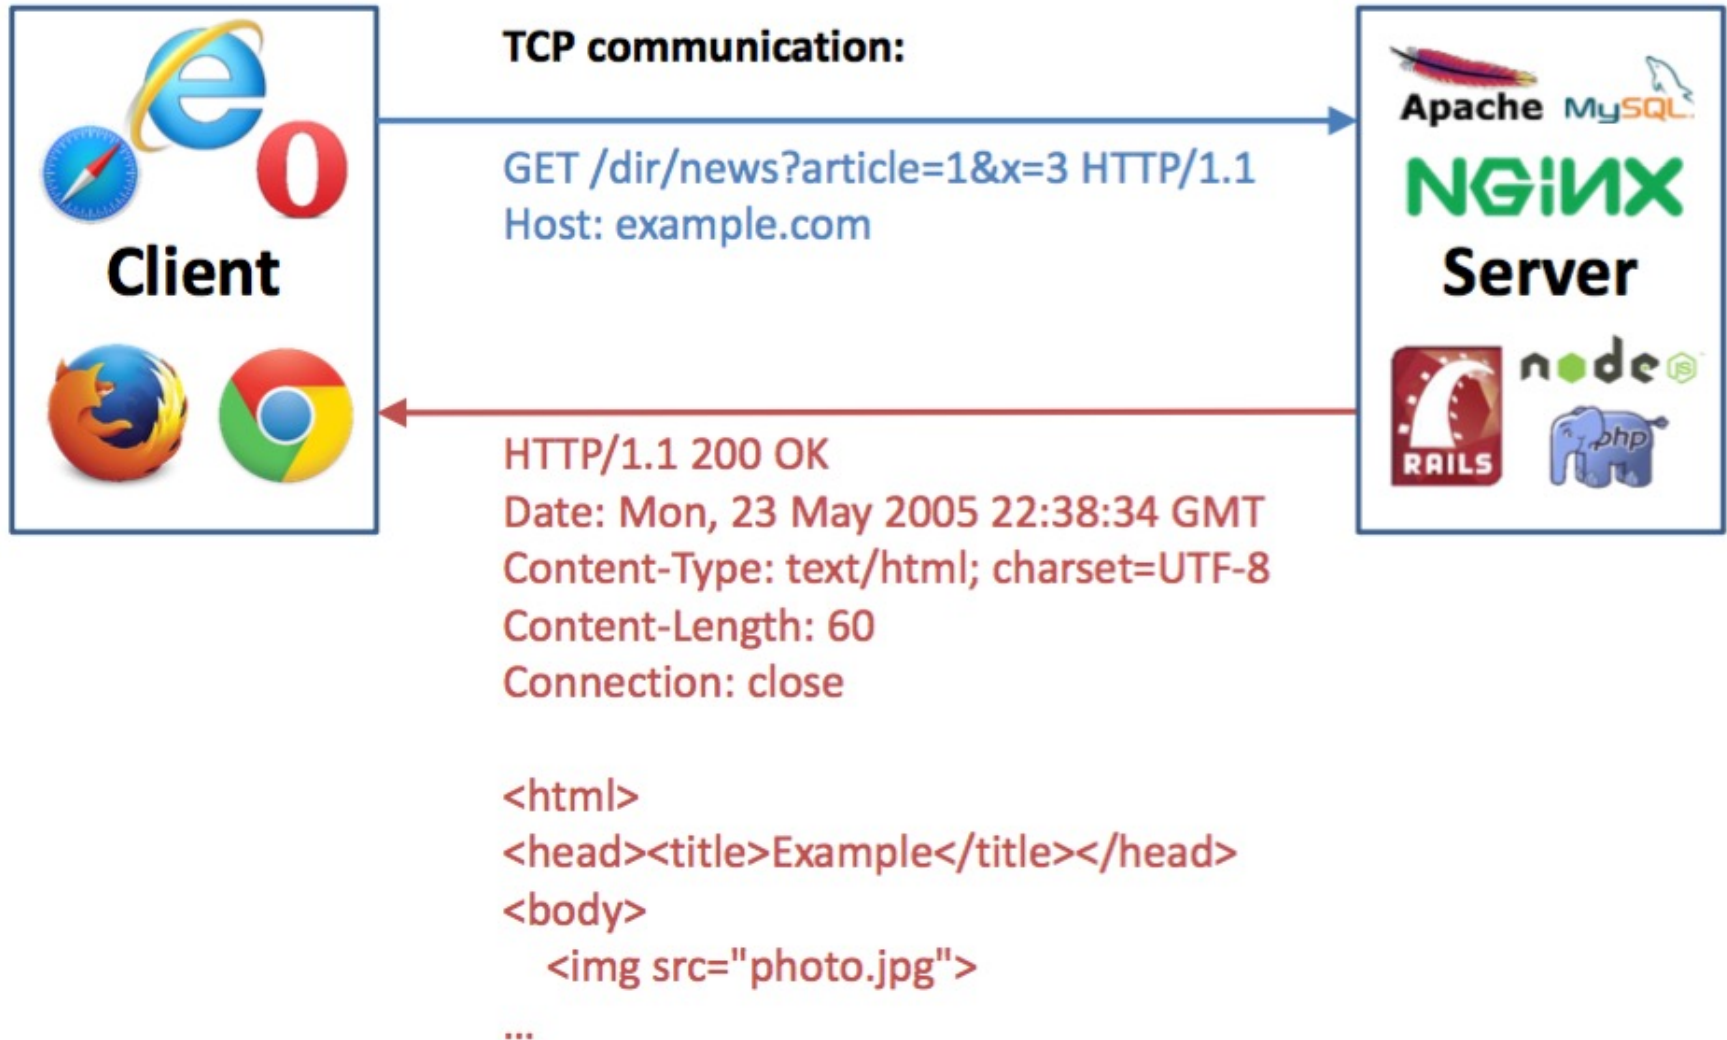 TCP communication:
GET /dir/news?article=1&x=3 HTTP/1.1
Host: example.com
Client
Apache MySQL
NGiNX
Server
RAILS
node JS
php
HTTP/1.1 200 OK
Date: Mon, 23 May 2005 22:38:34 GMT
Content-Type: text/html; charset=UTF-8
Content-Length: 60
Connection: close
<html>
<head><title>Example</title></head>
<body>
<img src="photo.jpg">
...